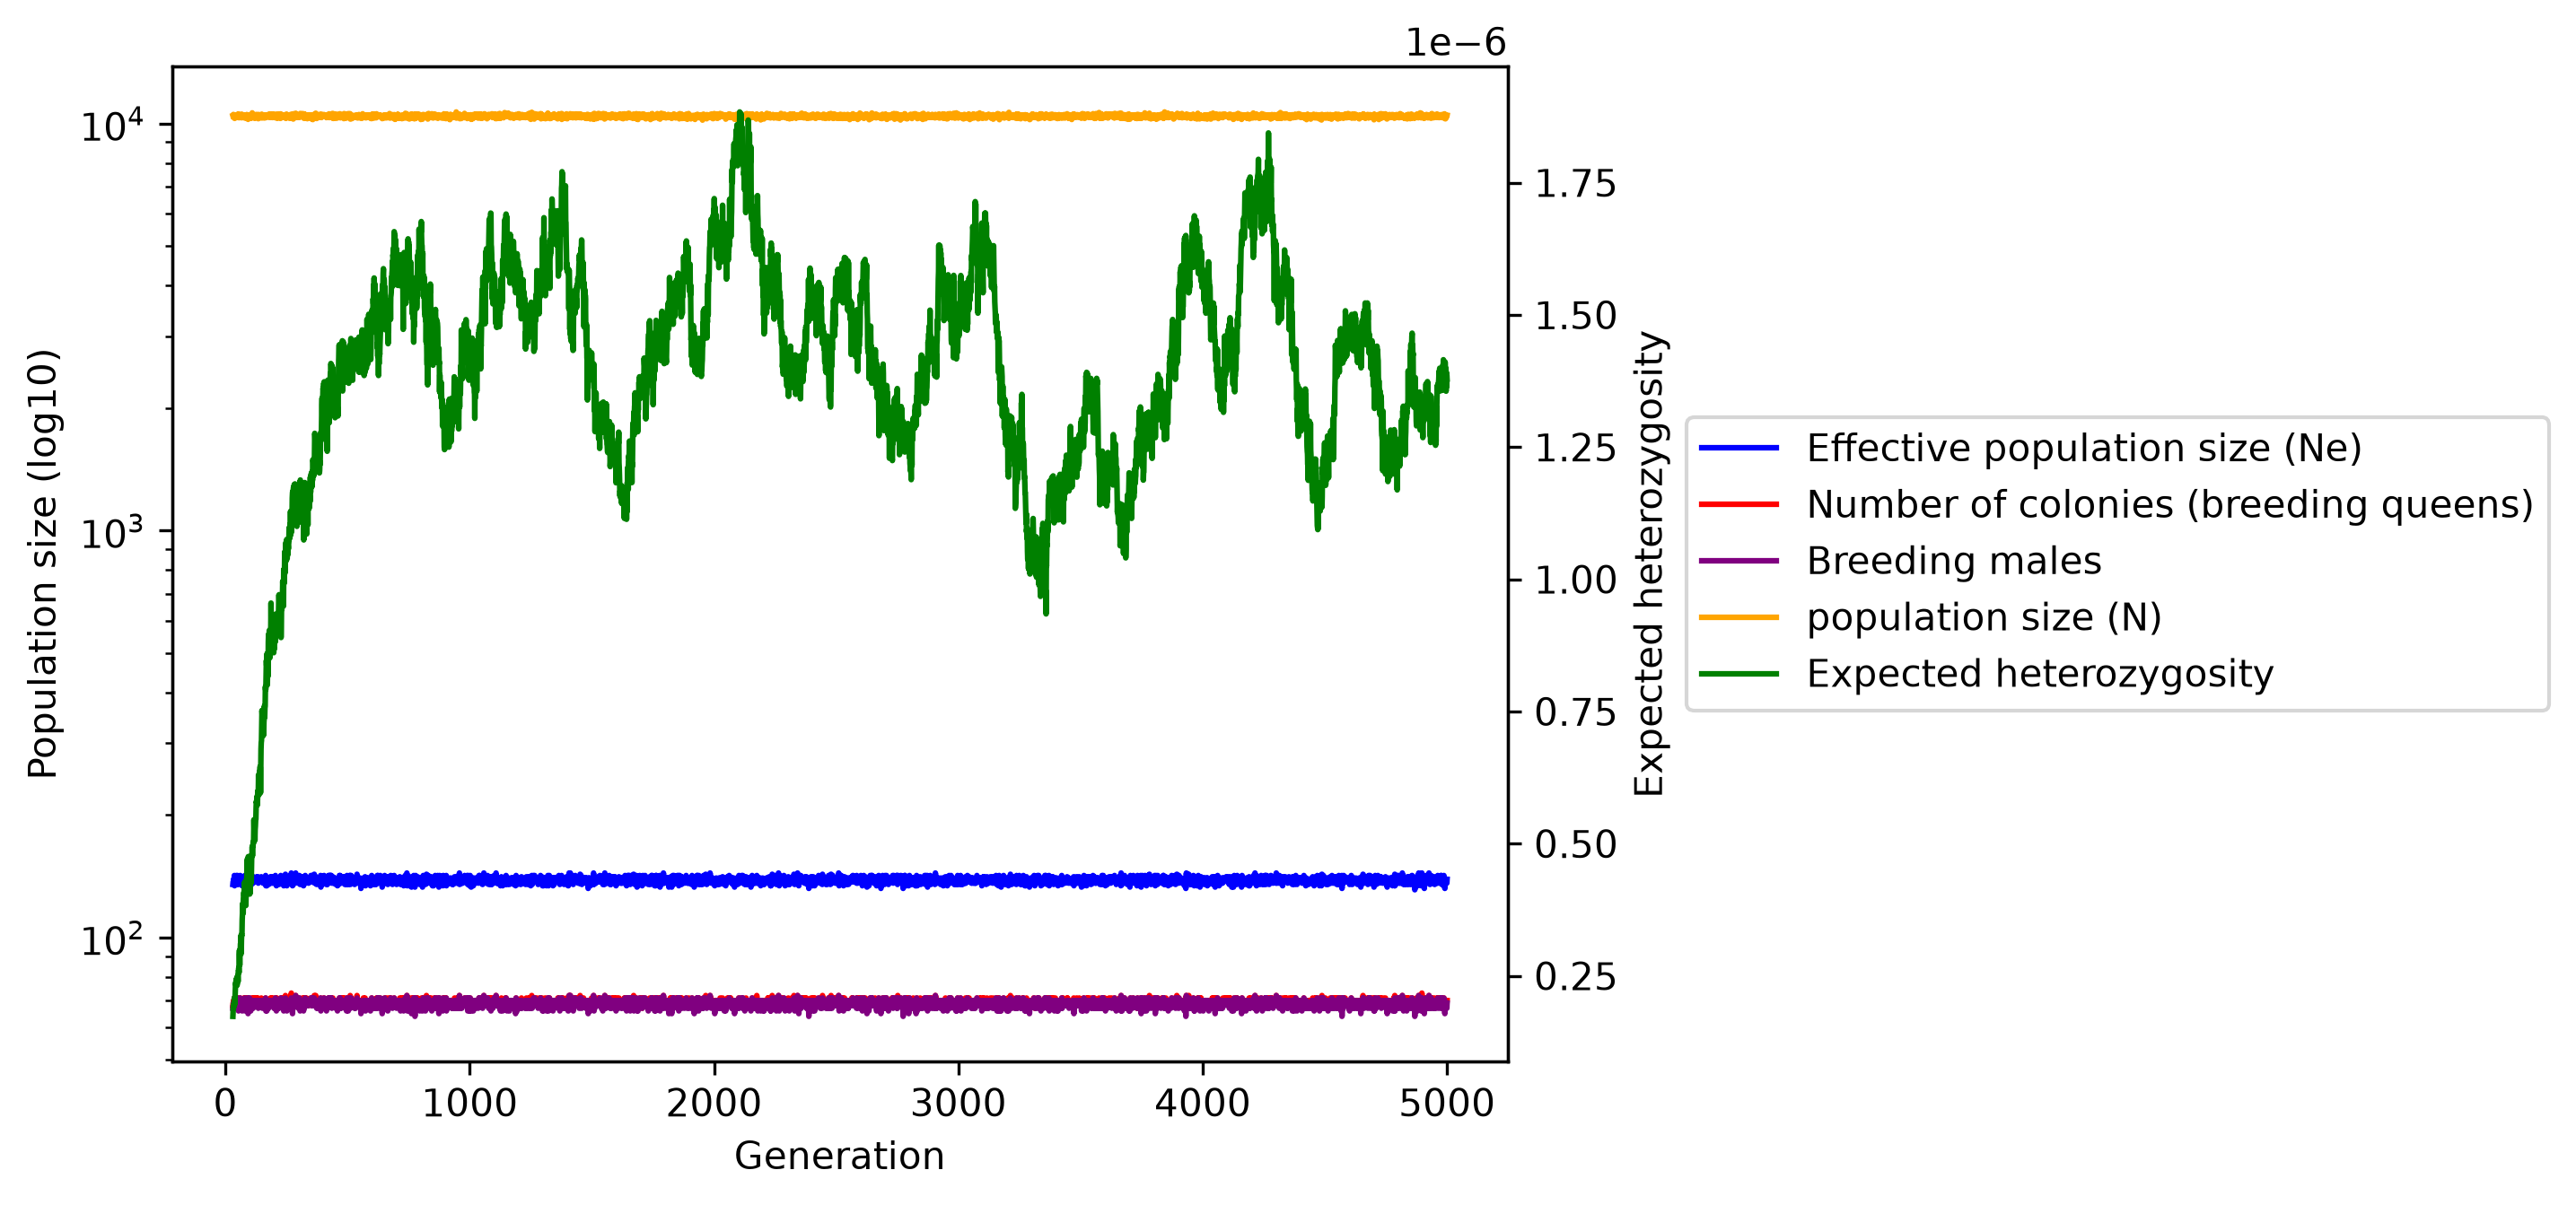 1e−6
10⁴
10³
10²
Population size (log10)
1.75
1.50
1.25
1.00
0.75
0.50
0.25
Expected heterozygosity
0
1000
2000
3000
4000
5000
Generation
Effective population size (Ne)
Number of colonies (breeding queens)
Breeding males
population size (N)
Expected heterozygosity